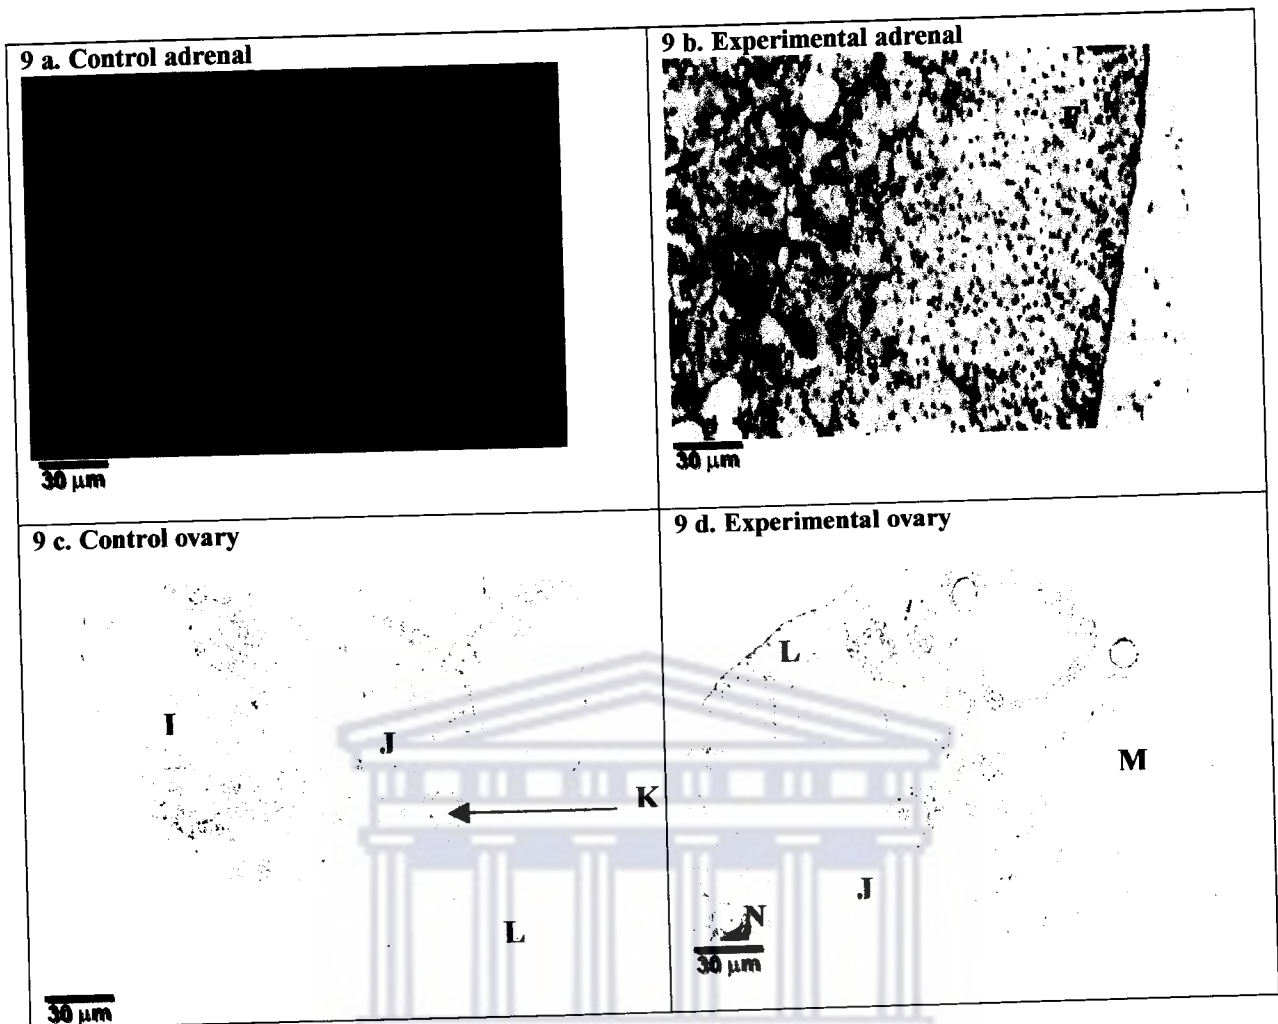 9 a. Control adrenal
9 b. Experimental adrenal
F
30 μm
30 μm
9 c. Control ovary
9 d. Experimental ovary
I
J
K
L
L
M
J
N
30 μm
30 μm